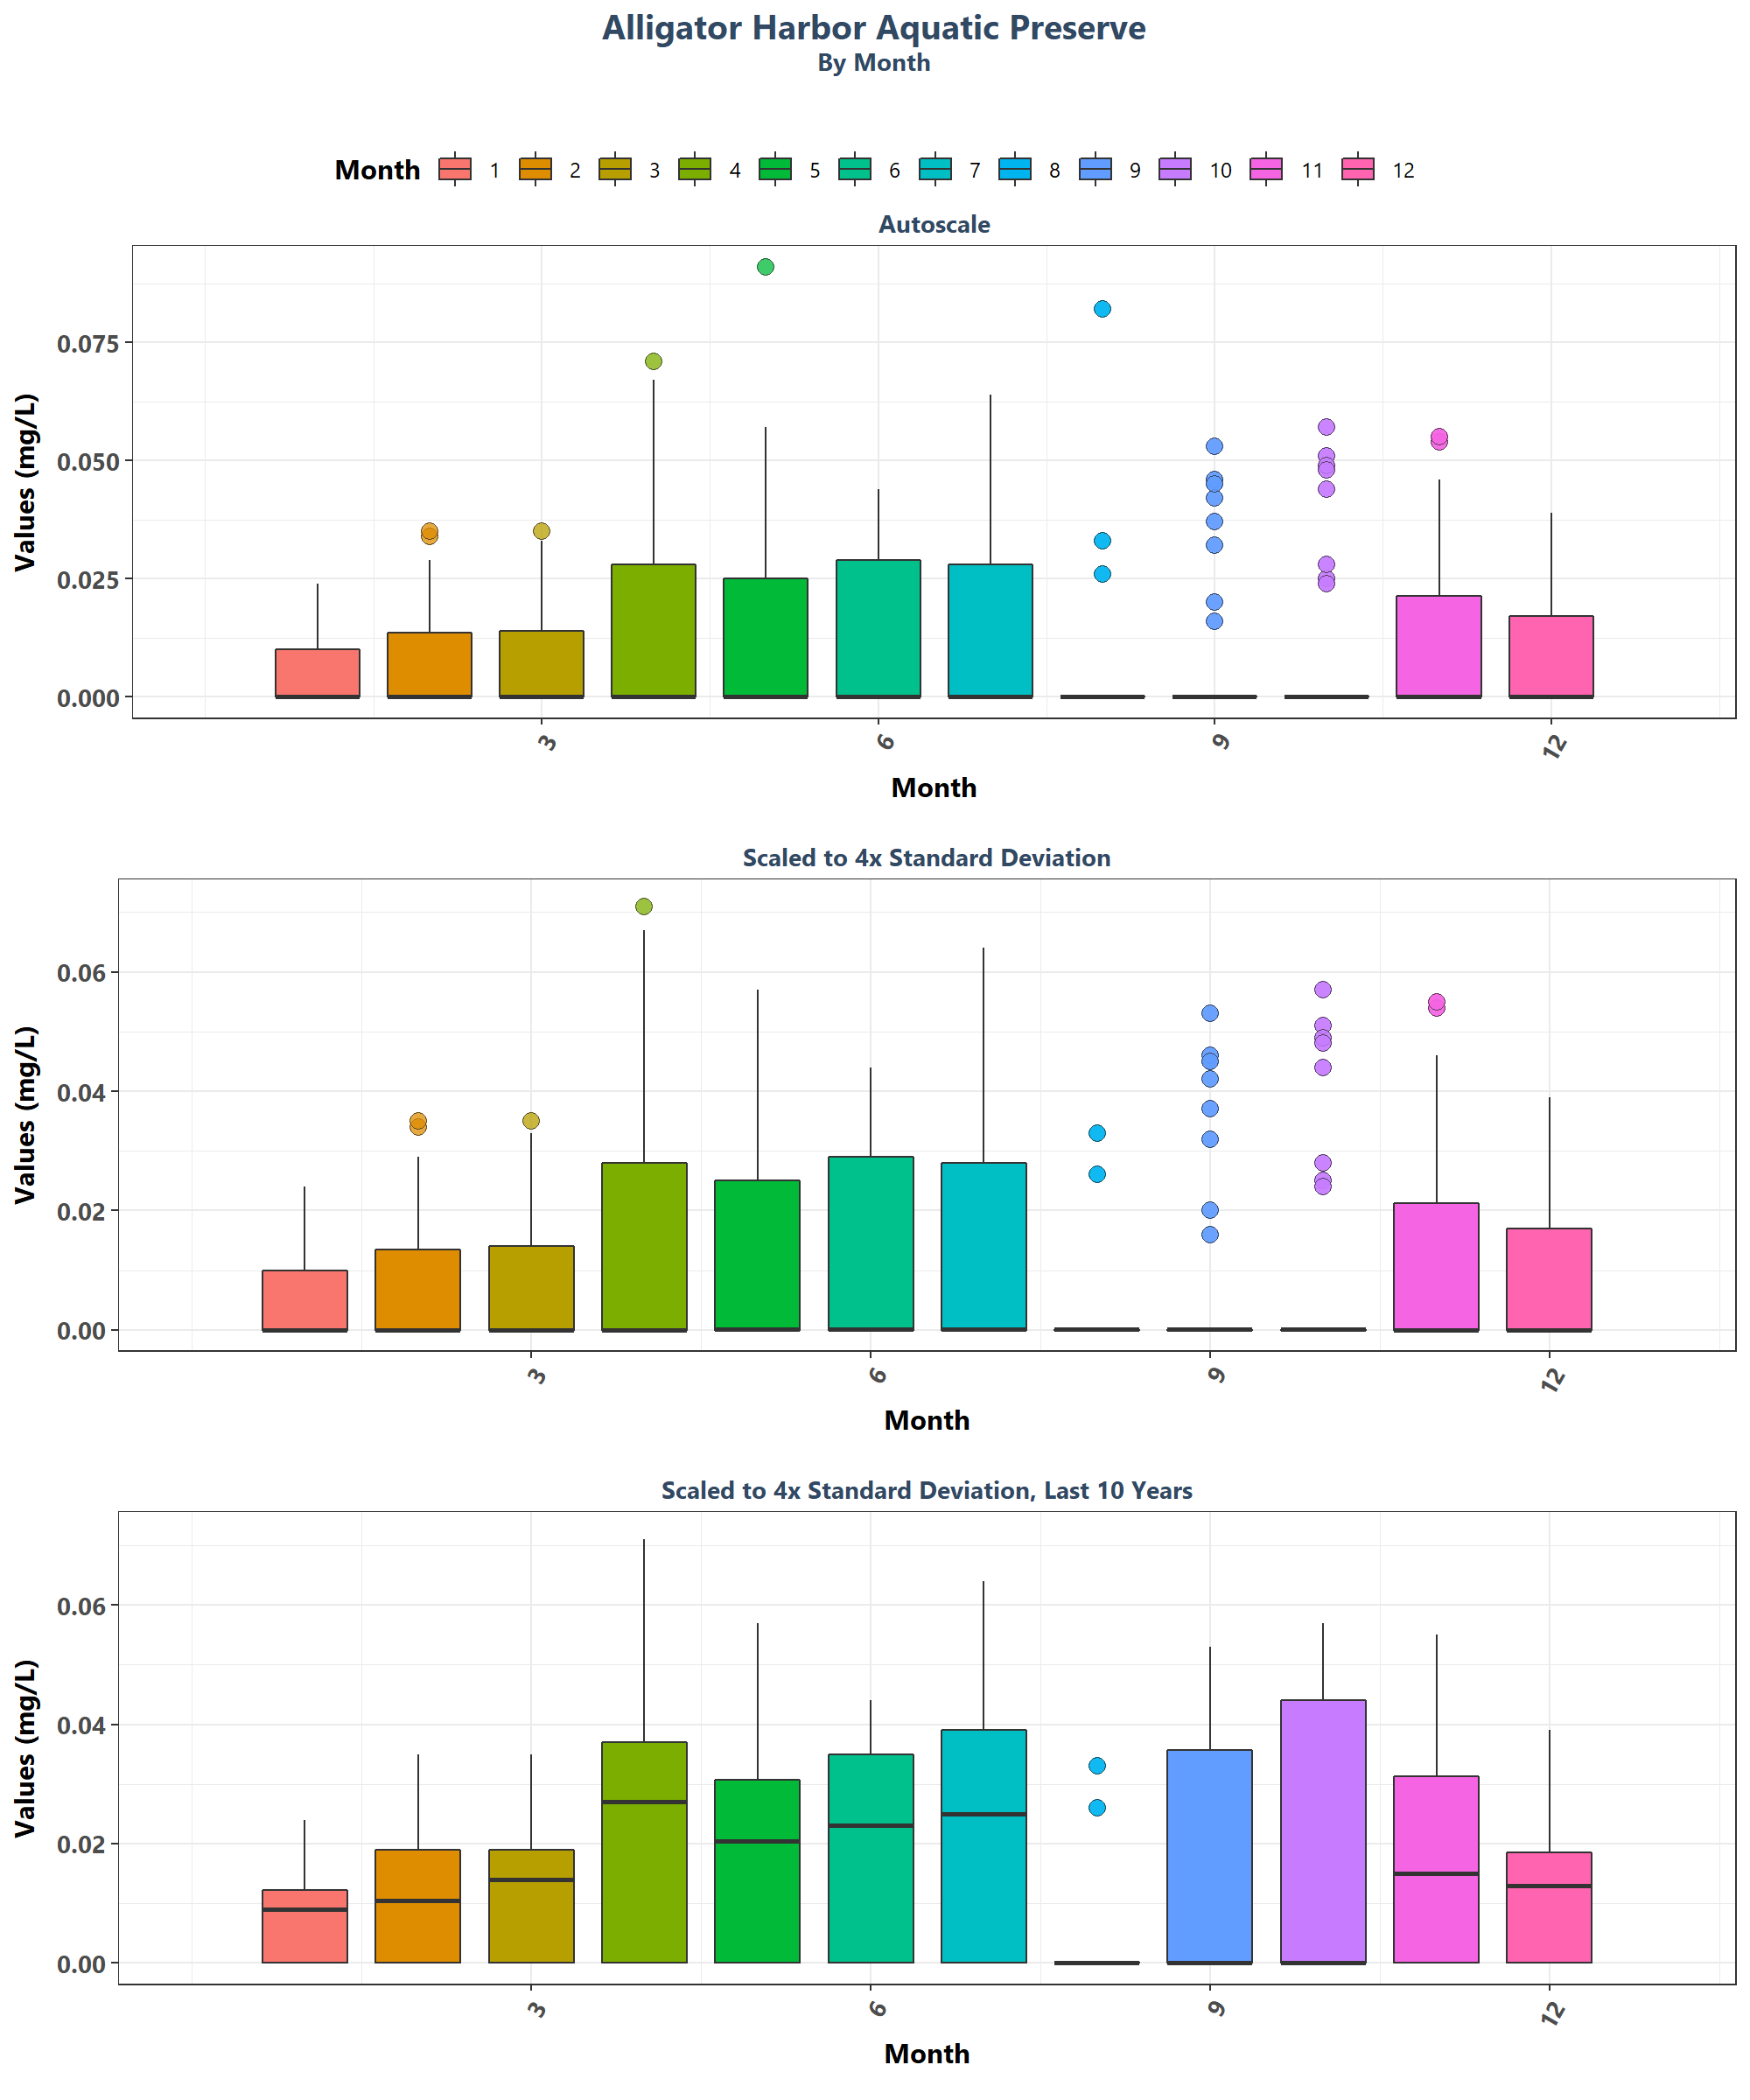 Alligator Harbor Aquatic Preserve
By Month
Month 1 2 3 4 5 6 7 8 9 10 11 12
Autoscale
Values (mg/L)
0.075
0.050
0.025
0.000
3 6 9 12
Month
Scaled to 4x Standard Deviation
Values (mg/L)
0.06
0.04
0.02
0.00
3 6 9 12
Month
Scaled to 4x Standard Deviation, Last 10 Years
Values (mg/L)
0.06
0.04
0.02
0.00
3 6 9 12
Month